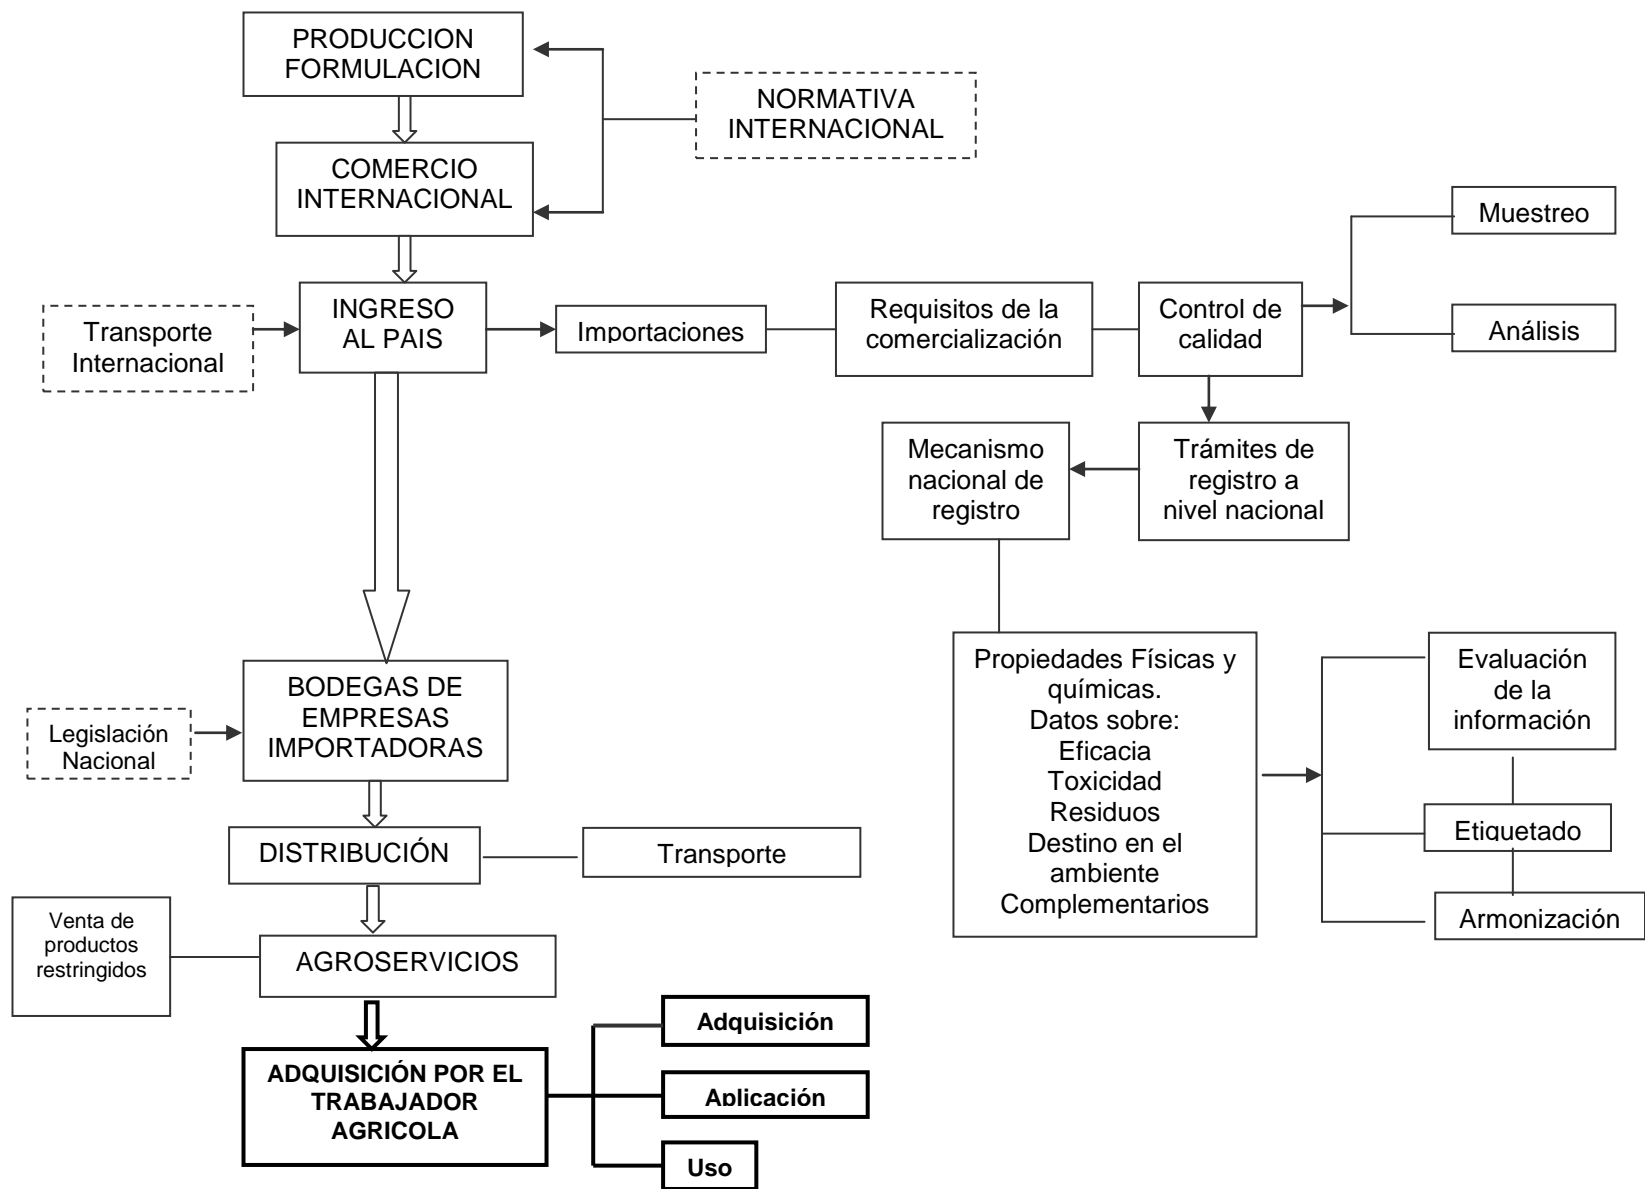 PRODUCCION
FORMULACION
NORMATIVA
INTERNACIONAL
COMERCIO
INTERNACIONAL
Muestreo
Transporte
Internacional
INGRESO
AL PAIS
Importaciones
Requisitos de la
comercialización
Control de
calidad
Análisis
Mecanismo
nacional de
registro
Trámites de
registro a
nivel nacional
Propiedades Físicas y
químicas.
Datos sobre:
Eficacia
Toxicidad
Residuos
Destino en el
ambiente
Complementarios
Evaluación
de la
información
Etiquetado
Armonización
Legislación
Nacional
BODEGAS DE
EMPRESAS
IMPORTADORAS
DISTRIBUCIÓN
Transporte
Venta de
productos
restringidos
AGROSERVICIOS
ADQUISICIÓN POR EL
TRABAJADOR
AGRICOLA
Adquisición
Aplicación
Uso